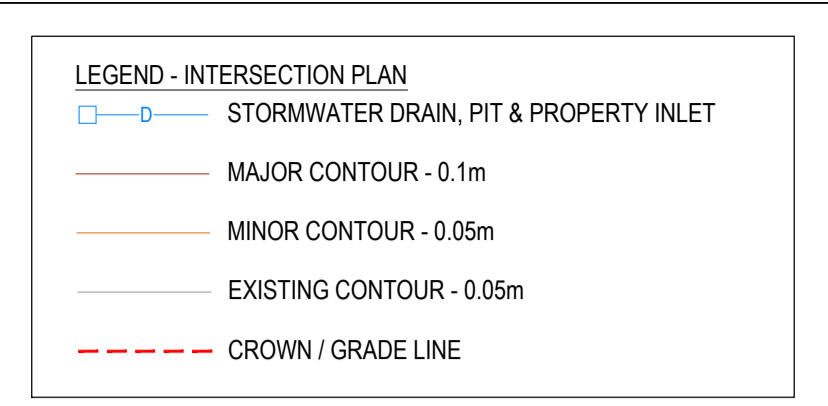 LEGEND - INTERSECTION PLAN
D STORMWATER DRAIN, PIT & PROPERTY INLET
MAJOR CONTOUR - 0.1m
MINOR CONTOUR - 0.05m
EXISTING CONTOUR - 0.05m
CROWN / GRADE LINE